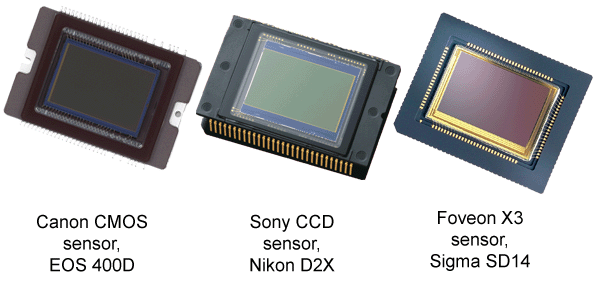 Canon CMOS
sensor,
EOS 400D
Sony CCD
sensor,
Nikon D2X
Foveon X3
sensor,
Sigma SD14